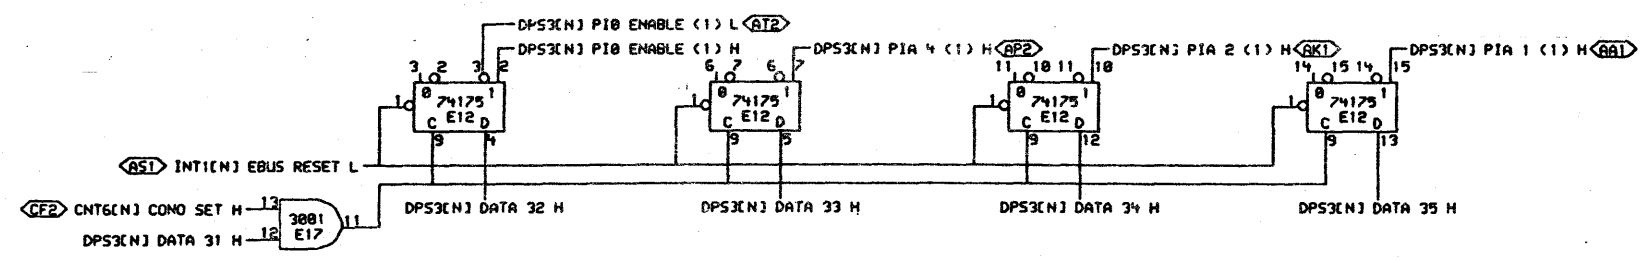 DPS3[N] PI0 ENABLE (1) L AT2
DPS3[N] PI0 ENABLE (1) H
DPS3[N] PIA 4 (1) H AP2
DPS3[N] PIA 2 (1) H AK1
DPS3[N] PIA 1 (1) H AA1
3 2 3 2
6 7 6 7
11 10 11 10
14 15 14 15
0 1
0 1
0 1
0 1
1 74175
1 74175
1 74175
1 74175
E12
E12
E12
E12
C D
C D
C D
C D
9 4
9 5
9 12
9 13
AS1 INT1[N] EBUS RESET L
CF2 CNT6[N] CONO SET H 13
3001
E17
11
DPS3[N] DATA 31 H 12
DPS3[N] DATA 32 H
DPS3[N] DATA 33 H
DPS3[N] DATA 34 H
DPS3[N] DATA 35 H